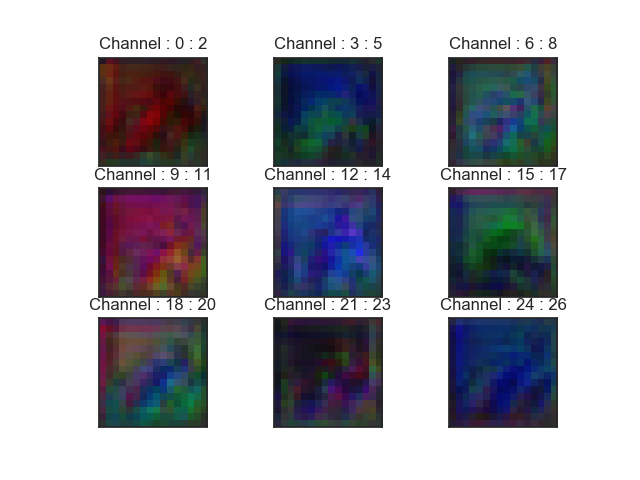 Channel : 0 : 2 Channel : 3 : 5 Channel : 6 : 8
Channel : 9 : 11 Channel : 12 : 14 Channel : 15 : 17
Channel : 18 : 20 Channel : 21 : 23 Channel : 24 : 26